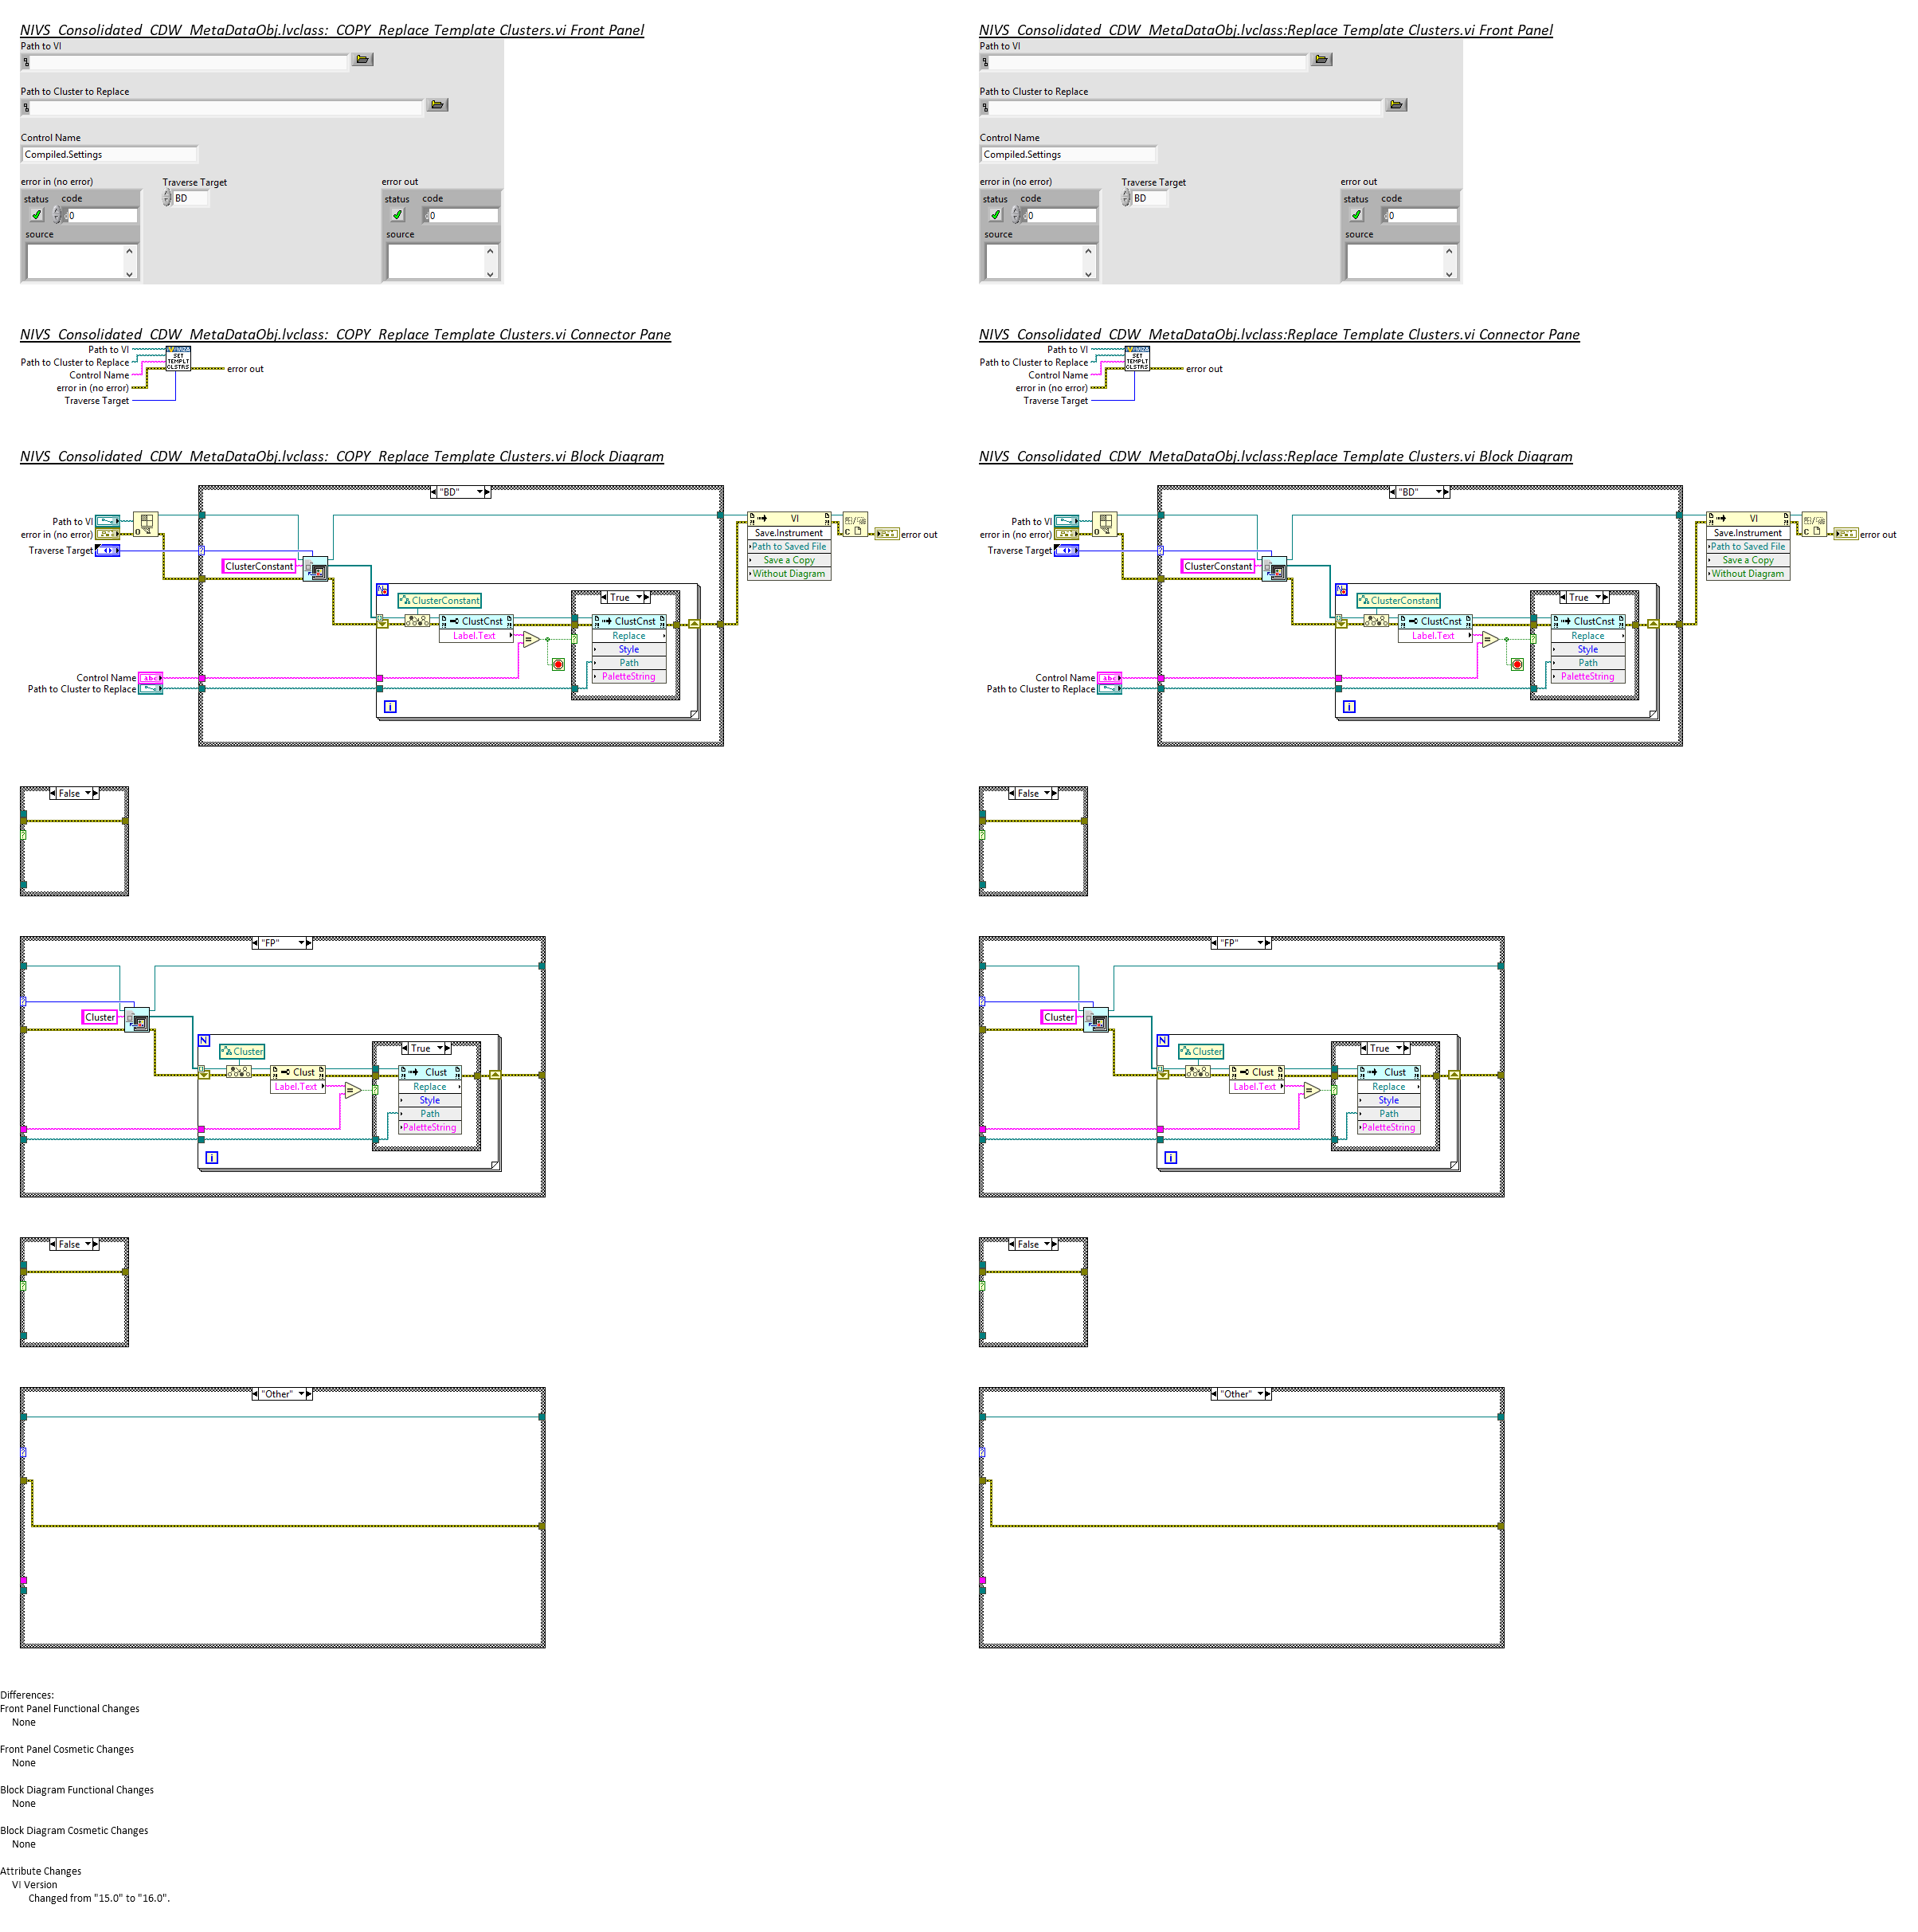 NIVS_Consolidated_CDW_MetaDataObj.lvclass:_COPY_Replace Template Clusters.vi Front Panel
Path to VI
Path to Cluster to Replace
Control Name
Compiled.Settings
error in (no error)
Traverse Target
error out
status code
0
BD
status code
0
source
source
NIVS_Consolidated_CDW_MetaDataObj.lvclass:Replace Template Clusters.vi Front Panel
Path to VI
Path to Cluster to Replace
Control Name
Compiled.Settings
error in (no error)
Traverse Target
error out
status code
0
BD
status code
0
source
source
NIVS_Consolidated_CDW_MetaDataObj.lvclass:_COPY_Replace Template Clusters.vi Connector Pane
Path to VI
Path to Cluster to Replace
Control Name
error in (no error)
Traverse Target
SET
TEMPLT
CLSTRS
error out
NIVS_Consolidated_CDW_MetaDataObj.lvclass:Replace Template Clusters.vi Connector Pane
Path to VI
Path to Cluster to Replace
Control Name
error in (no error)
Traverse Target
SET
TEMPLT
CLSTRS
error out
NIVS_Consolidated_CDW_MetaDataObj.lvclass:_COPY_Replace Template Clusters.vi Block Diagram
"BD"
Path to VI
error in (no error)
Traverse Target
ClusterConstant
N
ClusterConstant
ClustCnst
Label.Text
True
ClustCnst
Replace
Style
Path
PaletteString
Control Name
abc
Path to Cluster to Replace
i
VI
Save.Instrument
Path to Saved File
Save a Copy
Without Diagram
error out
NIVS_Consolidated_CDW_MetaDataObj.lvclass:Replace Template Clusters.vi Block Diagram
"BD"
Path to VI
error in (no error)
Traverse Target
ClusterConstant
N
ClusterConstant
ClustCnst
Label.Text
True
ClustCnst
Replace
Style
Path
PaletteString
Control Name
abc
Path to Cluster to Replace
i
VI
Save.Instrument
Path to Saved File
Save a Copy
Without Diagram
error out
False
False
"FP"
Cluster
N
Cluster
Clust
Label.Text
True
Clust
Replace
Style
Path
PaletteString
i
"FP"
Cluster
N
Cluster
Clust
Label.Text
True
Clust
Replace
Style
Path
PaletteString
i
False
False
"Other"
"Other"
Differences:
Front Panel Functional Changes
None
Front Panel Cosmetic Changes
None
Block Diagram Functional Changes
None
Block Diagram Cosmetic Changes
None
Attribute Changes
VI Version
Changed from "15.0" to "16.0".